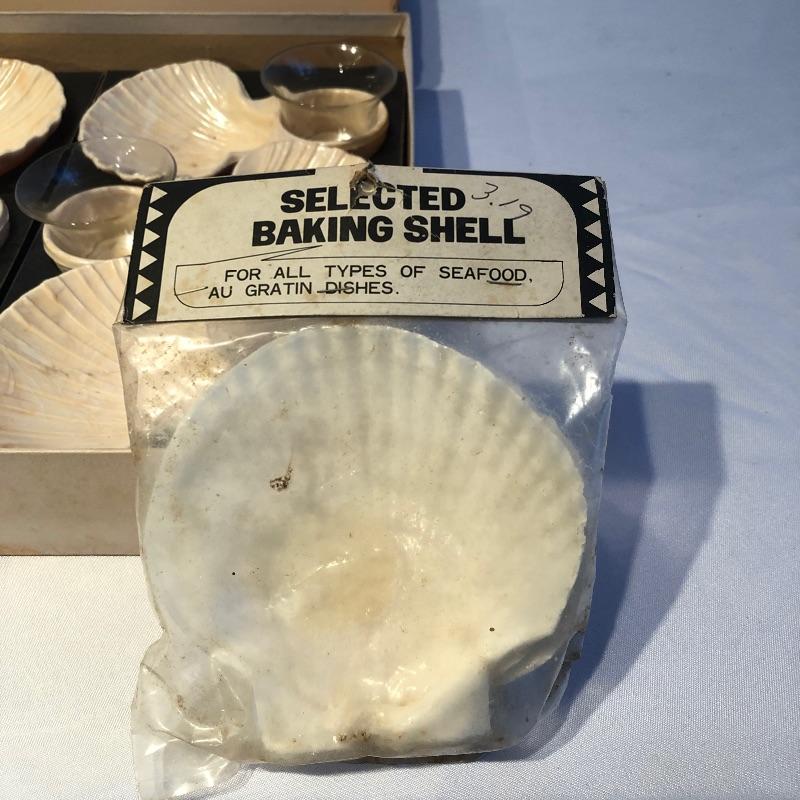 SELECTED 3.19
BAKING SHELL
FOR ALL TYPES OF SEAFOOD,
AU GRATIN DISHES.